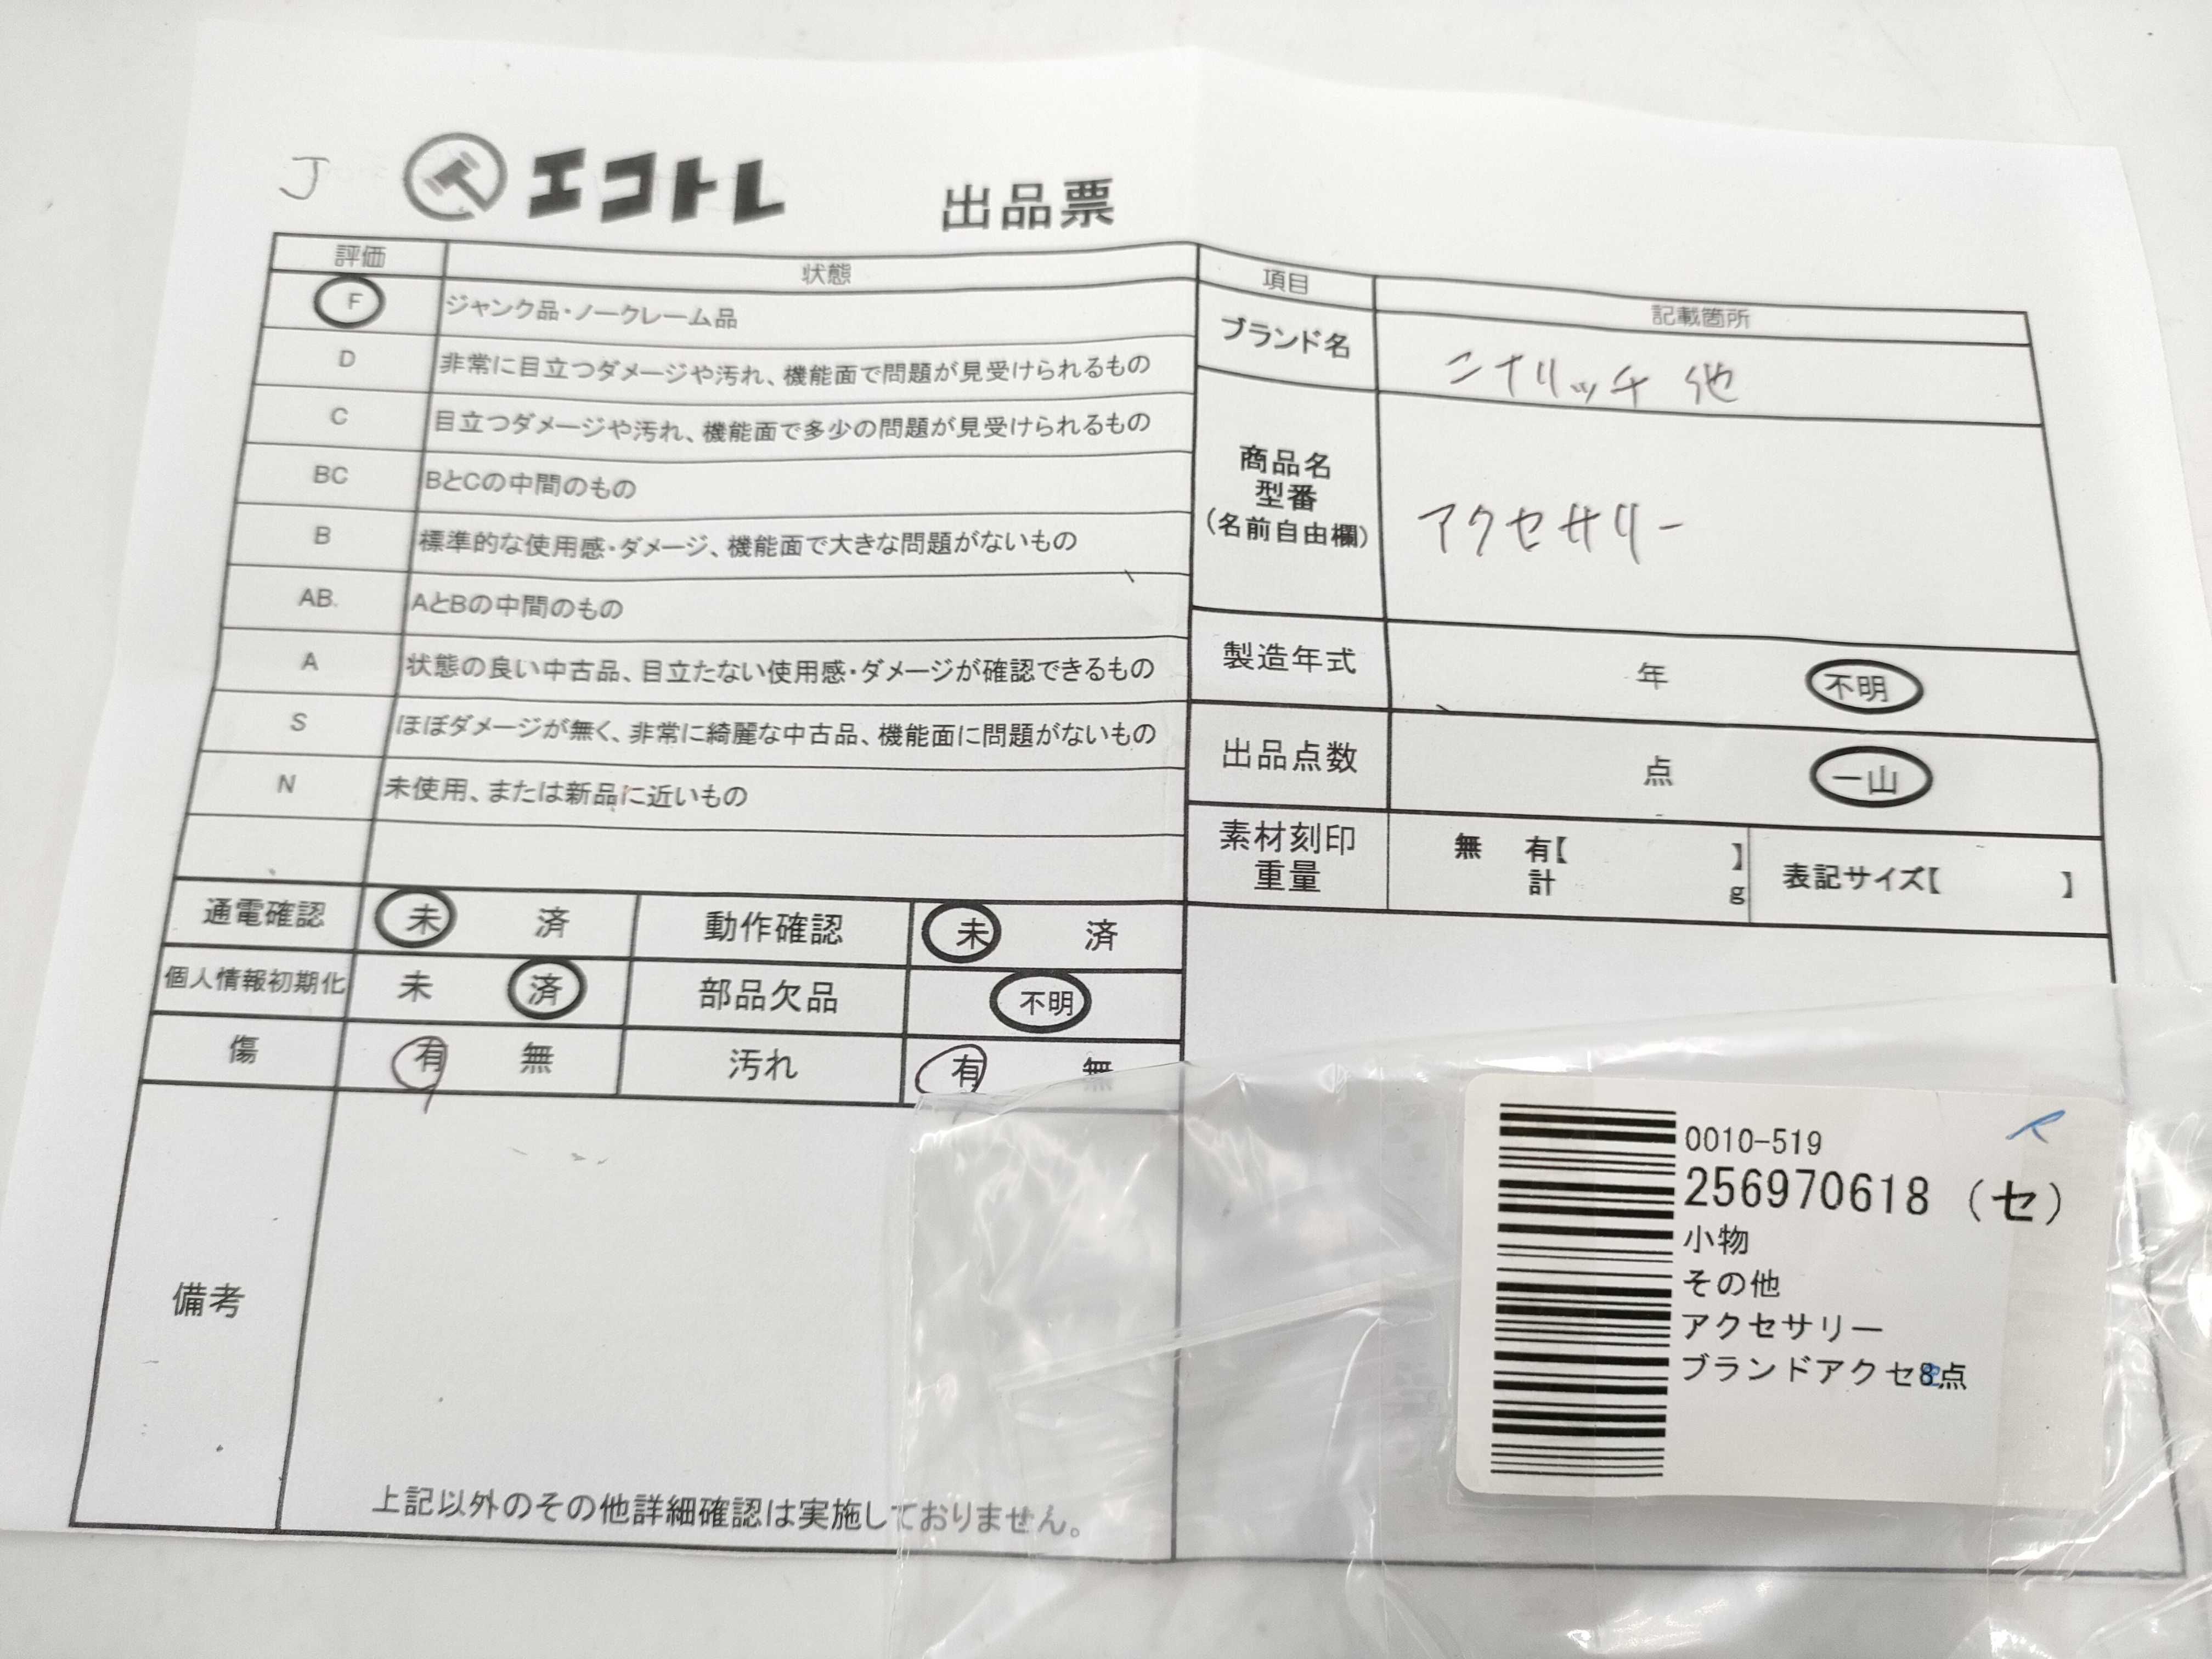 J エコトレ 出品票
評価 状態
F ジャンク品・ノークレーム品
D 非常に目立つダメージや汚れ、機能面で問題が見受けられるもの
C 目立つダメージや汚れ、機能面で多少の問題が見受けられるもの
BC BとCの中間のもの
B 標準的な使用感・ダメージ、機能面で大きな問題がないもの
AB. AとBの中間のもの
A 状態の良い中古品、目立たない使用感・ダメージが確認できるもの
S ほぼダメージが無く、非常に綺麗な中古品、機能面に問題がないもの
N 未使用、または新品に近いもの
通電確認 未 済 動作確認 未 済
個人情報初期化 未 済 部品欠品 不明
傷 有 無 汚れ 有 無
備考
上記以外のその他詳細確認は実施しておりません。
項目 記載箇所
ブランド名 ニナリッチ 他
商品名
型番
(名前自由欄)
アクセサリー
製造年式 年 不明
出品点数 点 一山
素材刻印
重量
無 有【 】
計 g
表記サイズ【 】
0010-519
256970618 (セ)
小物
その他
アクセサリー
ブランドアクセ8点